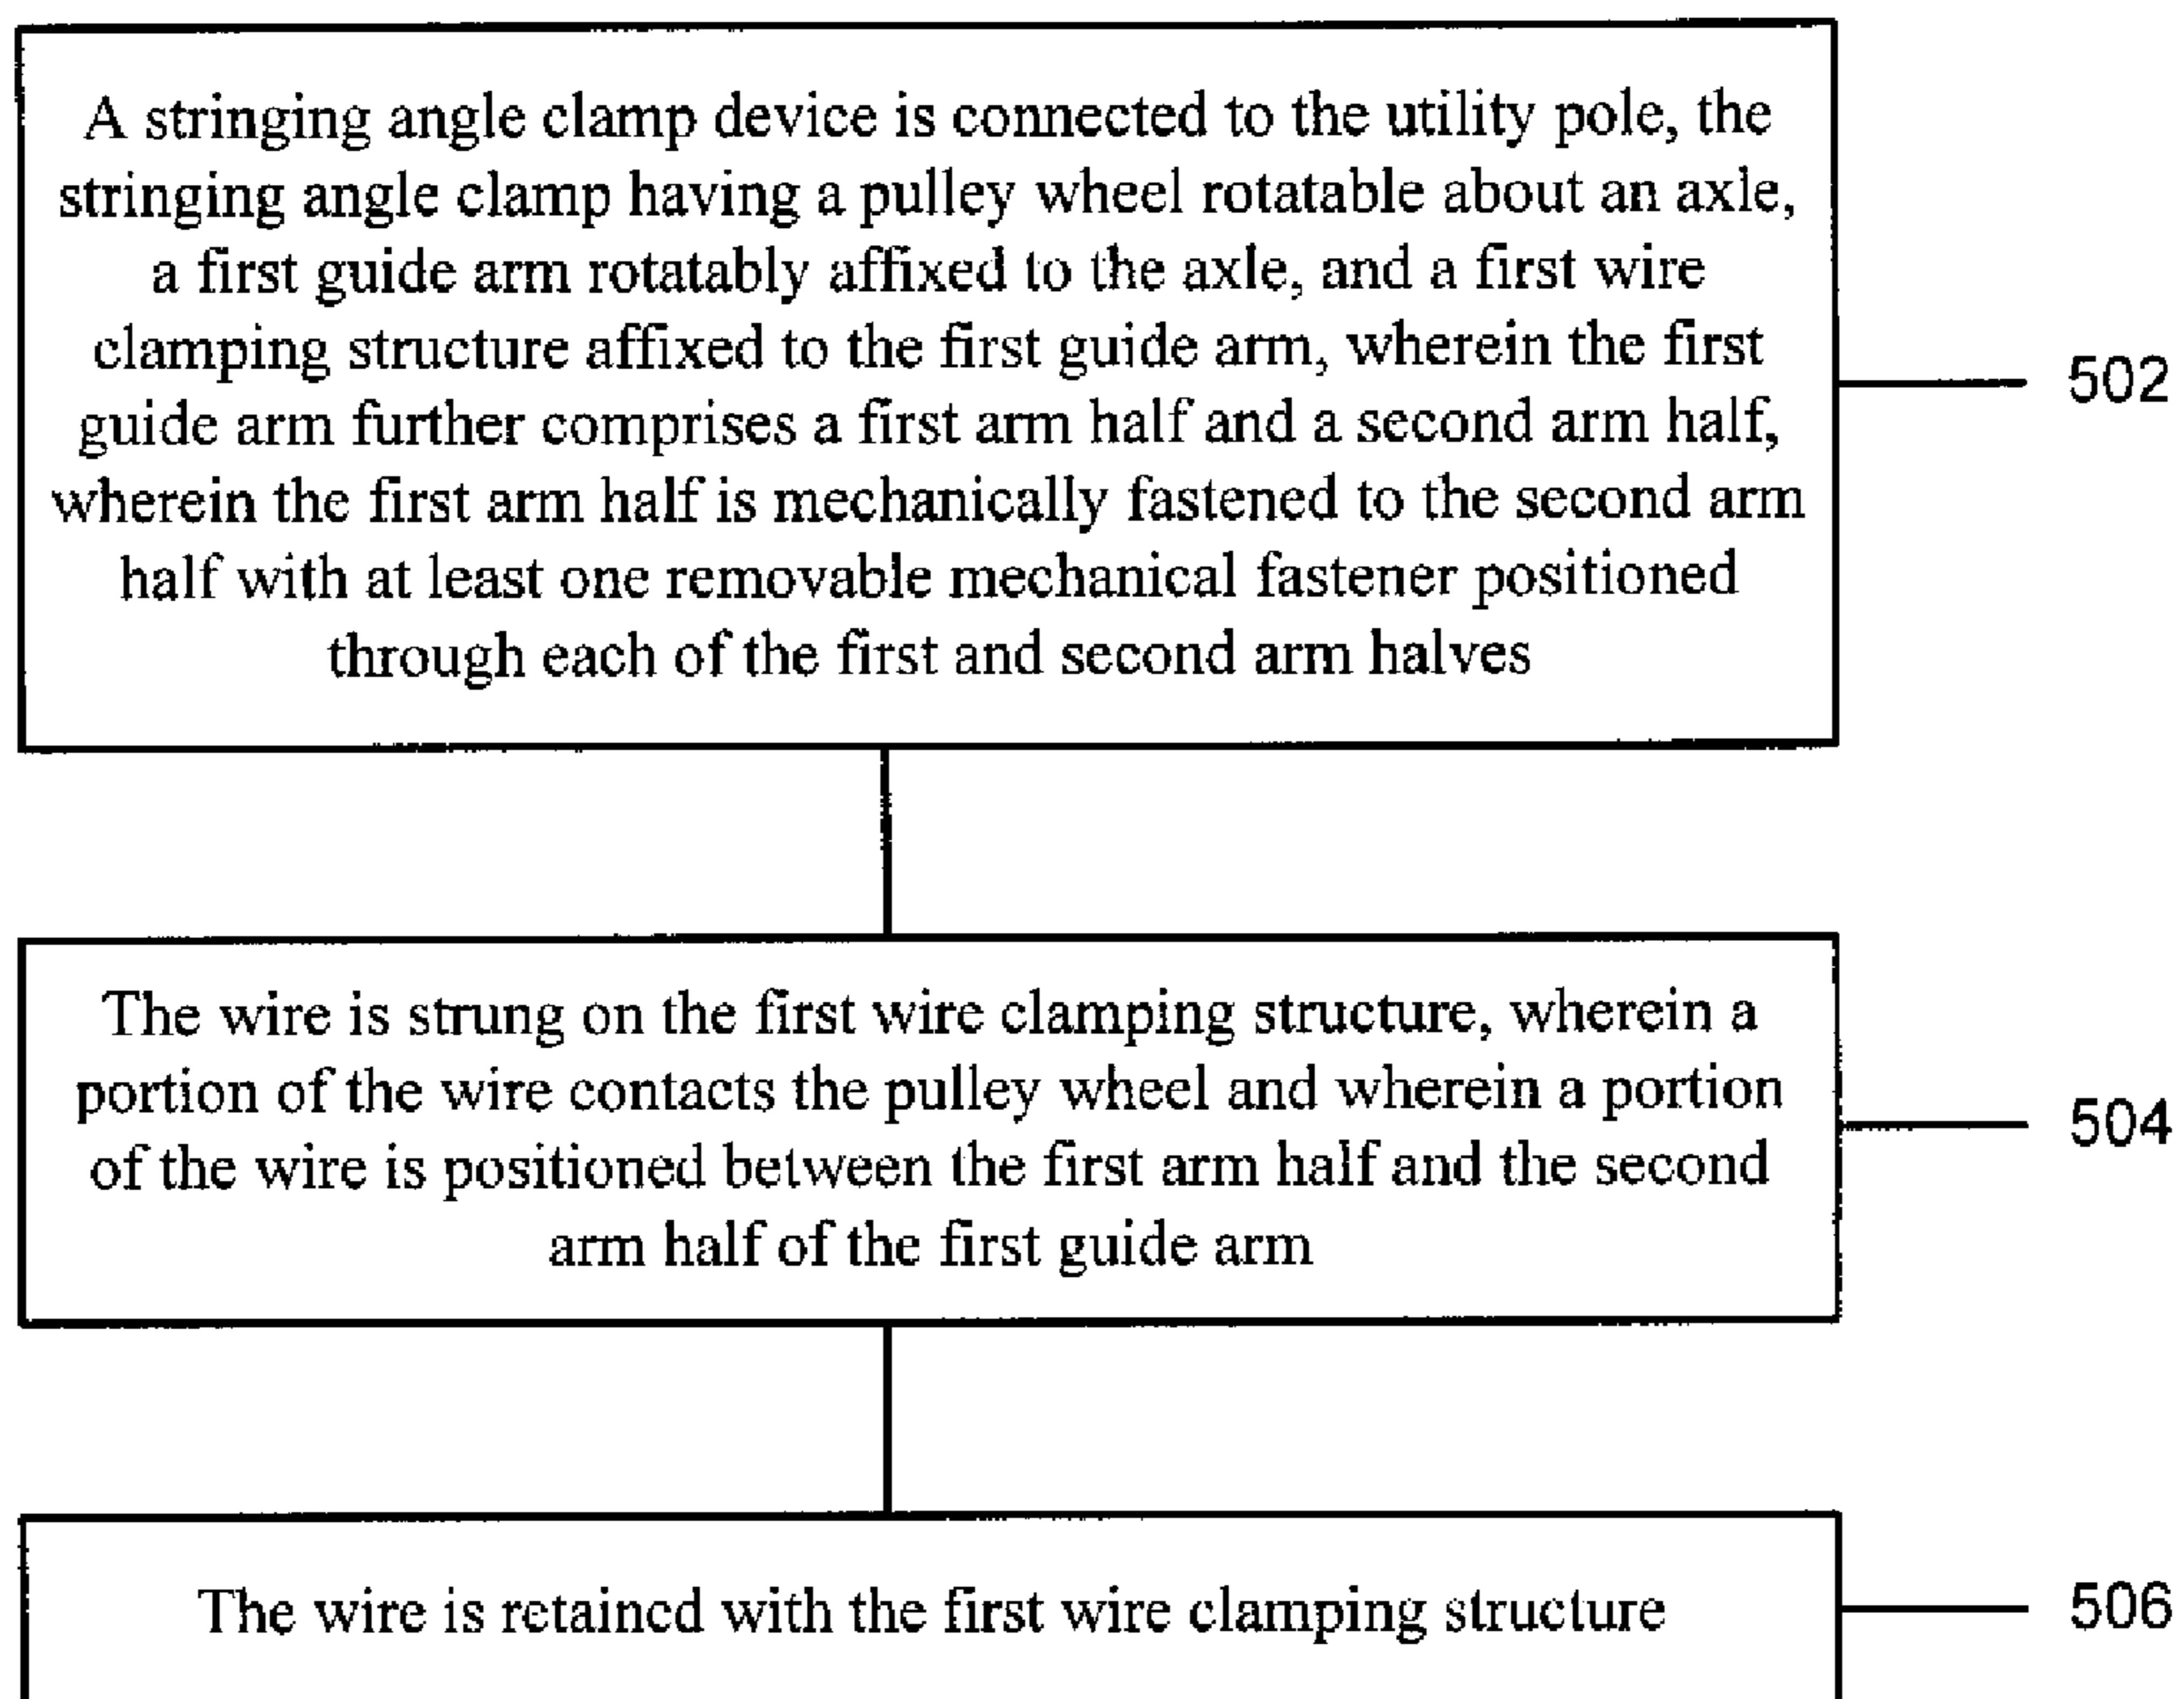 A stringing angle clamp device is connected to the utility pole, the
stringing angle clamp having a pulley wheel rotatable about an axle,
a first guide arm rotatably affixed to the axle, and a first wire
clamping structure affixed to the first guide arm, wherein the first
guide arm further comprises a first arm half and a second arm half,
wherein the first arm half is mechanically fastened to the second arm
half with at least one removable mechanical fastener positioned
through each of the first and second arm halves
502
The wire is strung on the first wire clamping structure, wherein a
portion of the wire contacts the pulley wheel and wherein a portion
of the wire is positioned between the first arm half and the second
arm half of the first guide arm
504
The wire is retained with the first wire clamping structure
506